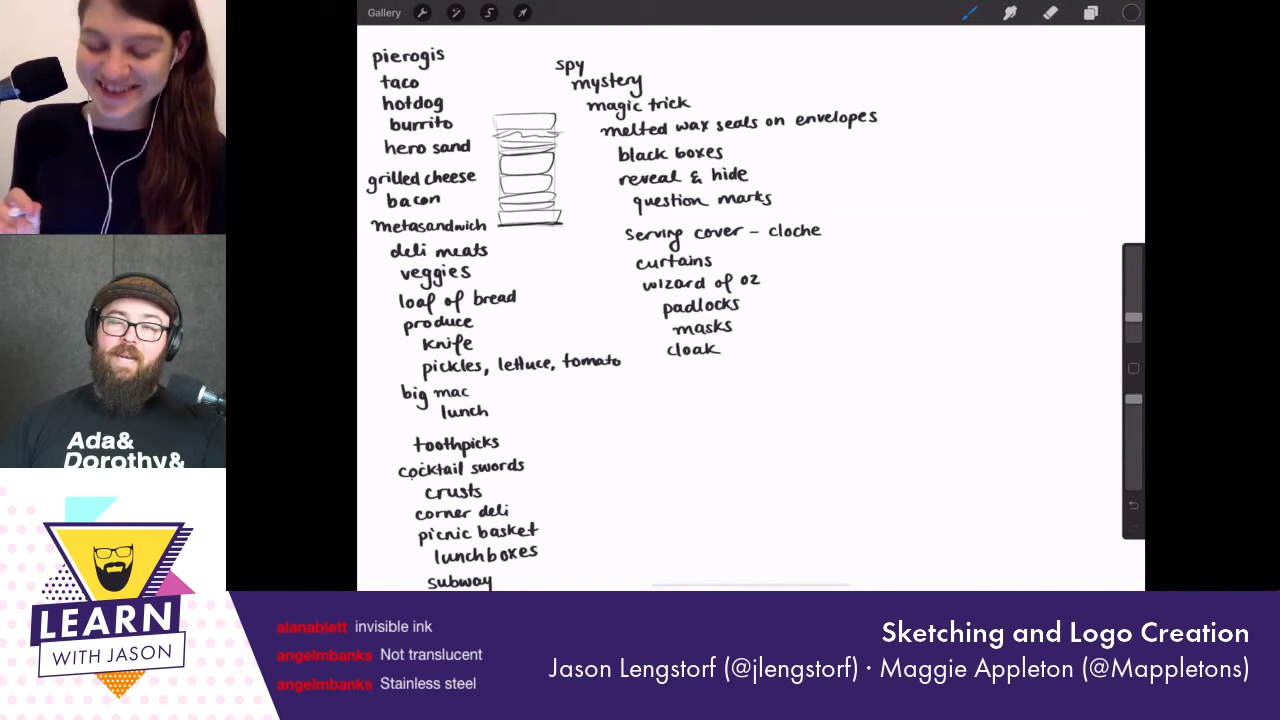 Gallery
pierogis
taco
hotdog
burrito
hero sand
grilled cheese
bacon
metasandwich
deli meats
veggies
loaf of bread
produce
knife
pickles, lettuce, tomato
big mac
lunch
toothpicks
cocktail swords
crusts
corner deli
picnic basket
lunchboxes
subway
spy
mystery
magic trick
melted wax seals on envelopes
black boxes
reveal & hide
question marks
serving cover - cloche
curtains
wizard of oz
padlocks
masks
cloak
Ada&
Dorothy&
LEARN
WITH JASON
alanablett invisible ink
angelmbanks Not translucent
angelmbanks Stainless steel
Sketching and Logo Creation
Jason Lengstorf (@jlengstorf) · Maggie Appleton (@Mappletons)